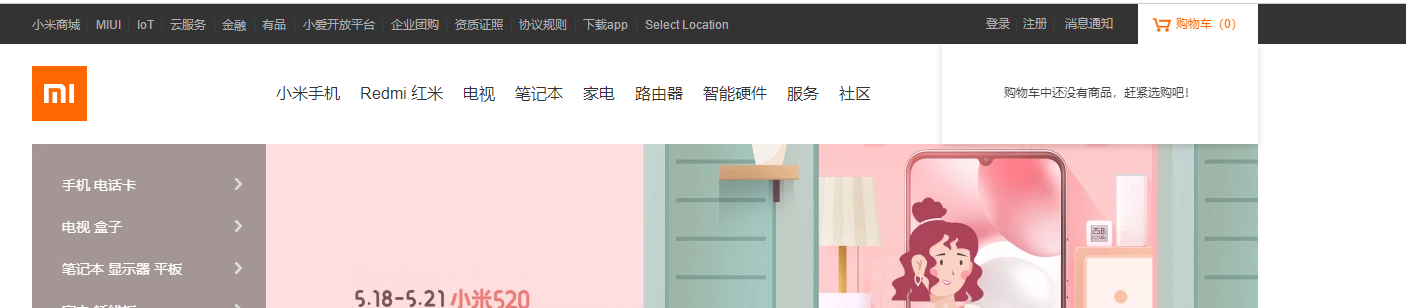 小米商城 MIUI IoT 云服务 金融 有品 小爱开放平台 企业团购 资质证照 协议规则 下载app Select Location 登录 注册 消息通知 购物车（0）
小米手机 Redmi 红米 电视 笔记本 家电 路由器 智能硬件 服务 社区
购物车中还没有商品，赶紧选购吧！
手机 电话卡
电视 盒子
笔记本 显示器 平板
5.18-5.21 小米520
25.8